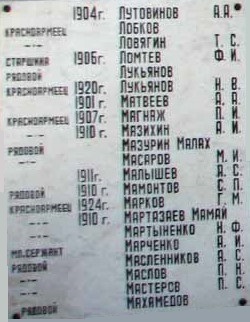 1904г. ЛУТОВИНОВ А.А.
КРАСНОАРМЕЕЦ ЛОБКОВ
-"- ЛОВЯГИН Т. С.
СТАРШИНА 1906г. ЛОМТЕВ Ф. И.
РЯДОВОЙ ЛУКЬЯНОВ
КРАСНОАРМЕЕЦ 1920г. ЛУКЬЯНОВ Н. В.
1901г. МАТВЕЕВ А. А.
КРАСНОАРМЕЕЦ 1907г. МАГНАЖ П. И.
-"- 1910г. МАЗИХИН А. И.
РЯДОВОЙ МАЗУРИН МАЛАХ
-"- МАСАРОВ М. И.
1911г. МАЛЫШЕВ А. С.
РЯДОВОЙ 1910г. МАМОНТОВ С. П.
КРАСНОАРМЕЕЦ 1924г. МАРКОВ Г. М.
-"- 1910г. МАРТАЗАЕВ МАМАЙ
МАРТЫНЕНКО Н. Ф.
МЛ.СЕРЖАНТ МАРЧЕНКО А. И.
РЯДОВОЙ МАСЛЕННИКОВ А. С.
-"- МАСЛОВ П. Н.
-"- МАСТЕРОВ П. С.
РЯДОВОЙ МАХАМЕДОВ